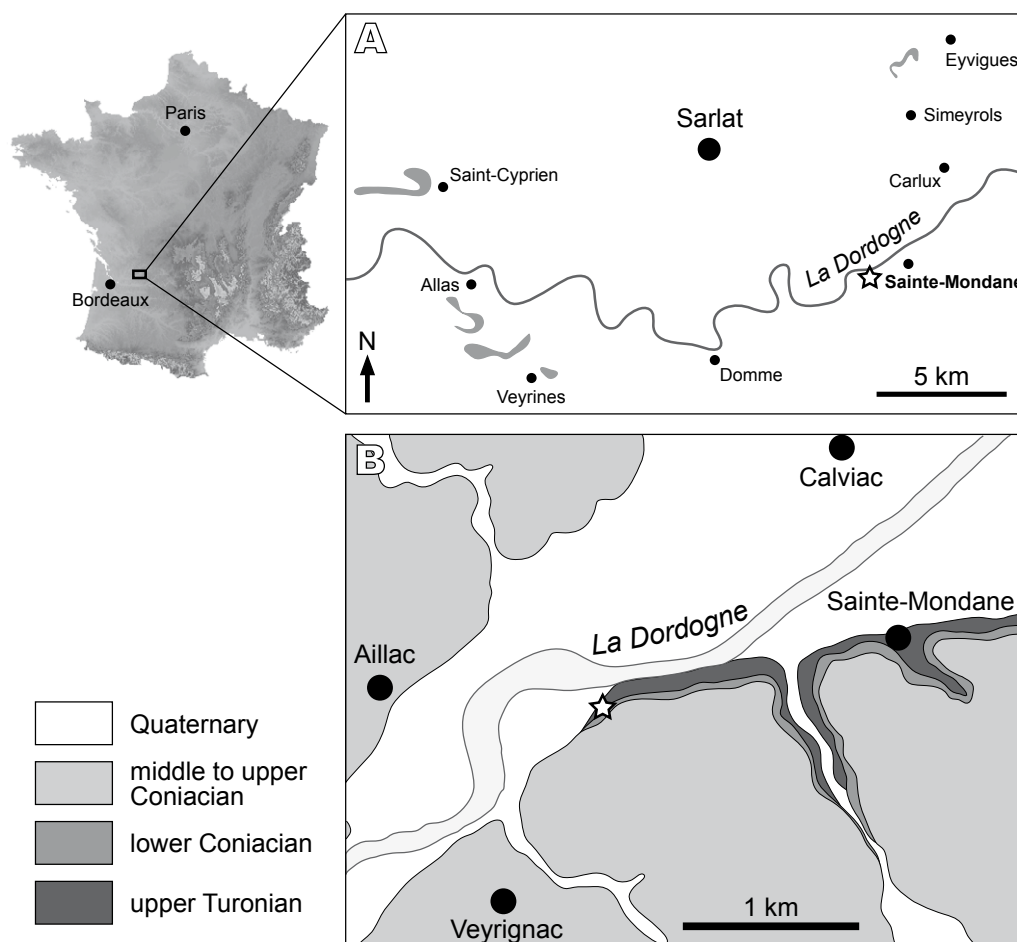 Paris
Bordeaux
A
Eyvigues
Simeyrols
Sarlat
Carlux
Saint-Cyprien
La Dordogne
Allas
Sainte-Mondane
N
Domme
Veyrines
5 km
B
Calviac
Sainte-Mondane
La Dordogne
Aillac
Veyrignac
1 km
Quaternary
middle to upper
Coniacian
lower Coniacian
upper Turonian